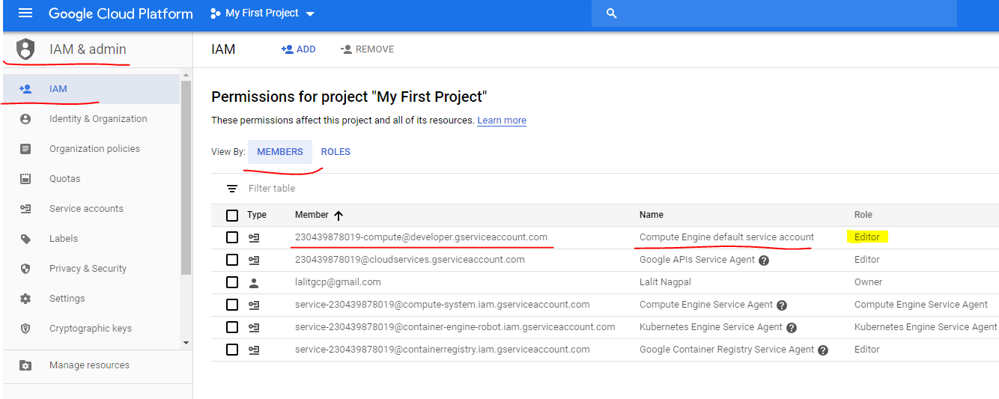 Google Cloud Platform My First Project
IAM & admin
IAM
Identity & Organization
Organization policies
Quotas
Service accounts
Labels
Privacy & Security
Settings
Cryptographic keys
Manage resources
IAM ADD REMOVE
Permissions for project "My First Project"
These permissions affect this project and all of its resources. Learn more
View By: MEMBERS ROLES
Filter table
Type Member Name Role
230439878019-compute@developer.gserviceaccount.com Compute Engine default service account Editor
230439878019@cloudservices.gserviceaccount.com Google APIs Service Agent ? Editor
lalitgcp@gmail.com Lalit Nagpal Owner
service-230439878019@compute-system.iam.gserviceaccount.com Compute Engine Service Agent ? Compute Engine Service Agent
service-230439878019@container-engine-robot.iam.gserviceaccount.com Kubernetes Engine Service Agent ? Kubernetes Engine Service Agent
service-230439878019@containerregistry.iam.gserviceaccount.com Google Container Registry Service Agent ? Editor